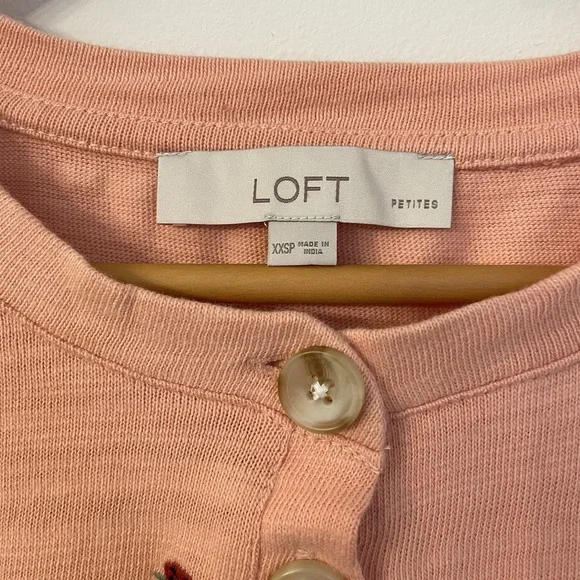 LOFT
PETITES
XXSP MADE IN
INDIA